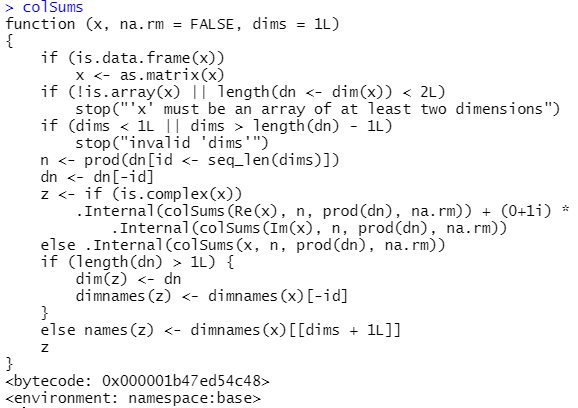 > colSums
function (x, na.rm = FALSE, dims = 1L)
{
    if (is.data.frame(x))
        x <- as.matrix(x)
    if (!is.array(x) || length(dn <- dim(x)) < 2L)
        stop("'x' must be an array of at least two dimensions")
    if (dims < 1L || dims > length(dn) - 1L)
        stop("invalid 'dims'")
    n <- prod(dn[id <- seq_len(dims)])
    dn <- dn[-id]
    z <- if (is.complex(x))
        .Internal(colSums(Re(x), n, prod(dn), na.rm)) + (0+1i) *
            .Internal(colSums(Im(x), n, prod(dn), na.rm))
    else .Internal(colSums(x, n, prod(dn), na.rm))
    if (length(dn) > 1L) {
        dim(z) <- dn
        dimnames(z) <- dimnames(x)[-id]
    }
    else names(z) <- dimnames(x)[[dims + 1L]]
    z
}
<bytecode: 0x000001b47ed54c48>
<environment: namespace:base>